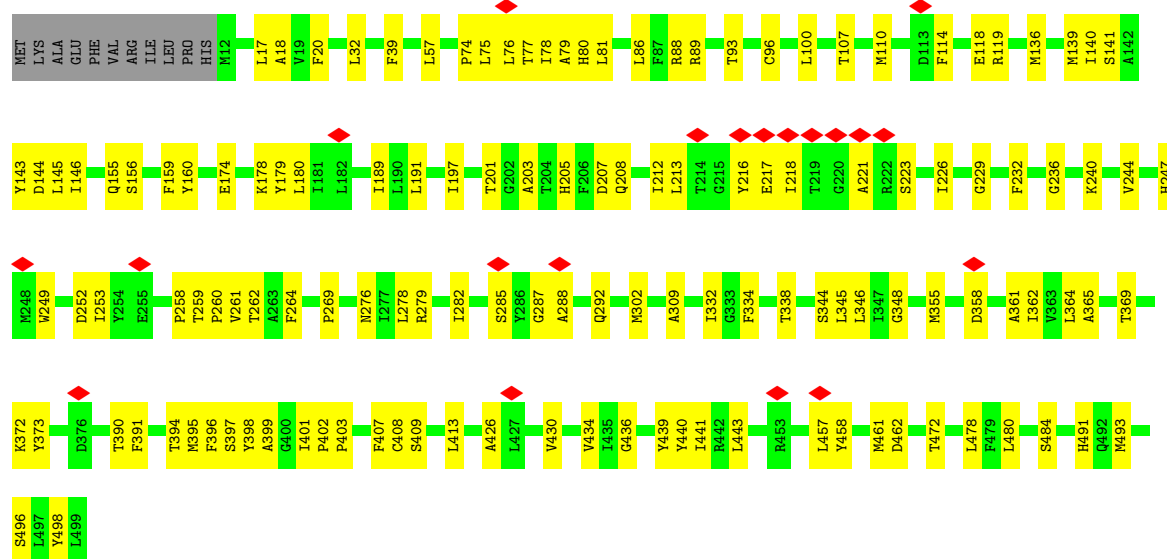 MET LYS ALA GLU PHE VAL ARG ILE LEU PRO HIS M12 L17 A18 V19 F20 L32 F39 L57 P74 L75 L76 T77 I78 A79 H80 L81 L86 F87 R88 R89 T93 C96 L100 T107 M110 D113 F114 E118 R119 M136 M139 I140 S141 A142
Y143 D144 L145 I146 Q155 S156 F159 Y160 E174 K178 Y179 L180 I181 L182 I189 L190 L191 I197 T201 G202 A203 T204 H205 F206 D207 Q208 I212 L213 T214 G215 Y216 E217 I218 T219 G220 A221 R222 S223 I226 G229 F232 G236 K240 V244 H247
M248 W249 D252 I253 Y254 E255 P258 T259 P260 V261 T262 A263 F264 P269 N276 I277 L278 R279 I282 S285 Y286 G287 A288 Q292 M302 A309 I332 G333 F334 T338 S344 L345 L346 I347 G348 M355 D358 A361 I362 V363 L364 A365 T369
K372 Y373 D376 T390 F391 T394 M395 F396 S397 Y398 A399 G400 I401 P402 P403 F407 C408 S409 L413 A426 L427 V430 V434 I435 G436 Y439 Y440 I441 R442 L443 R453 L457 Y458 M461 D462 T472 L478 F479 L480 S484 H491 Q492 M493
S496 L497 Y498 L499